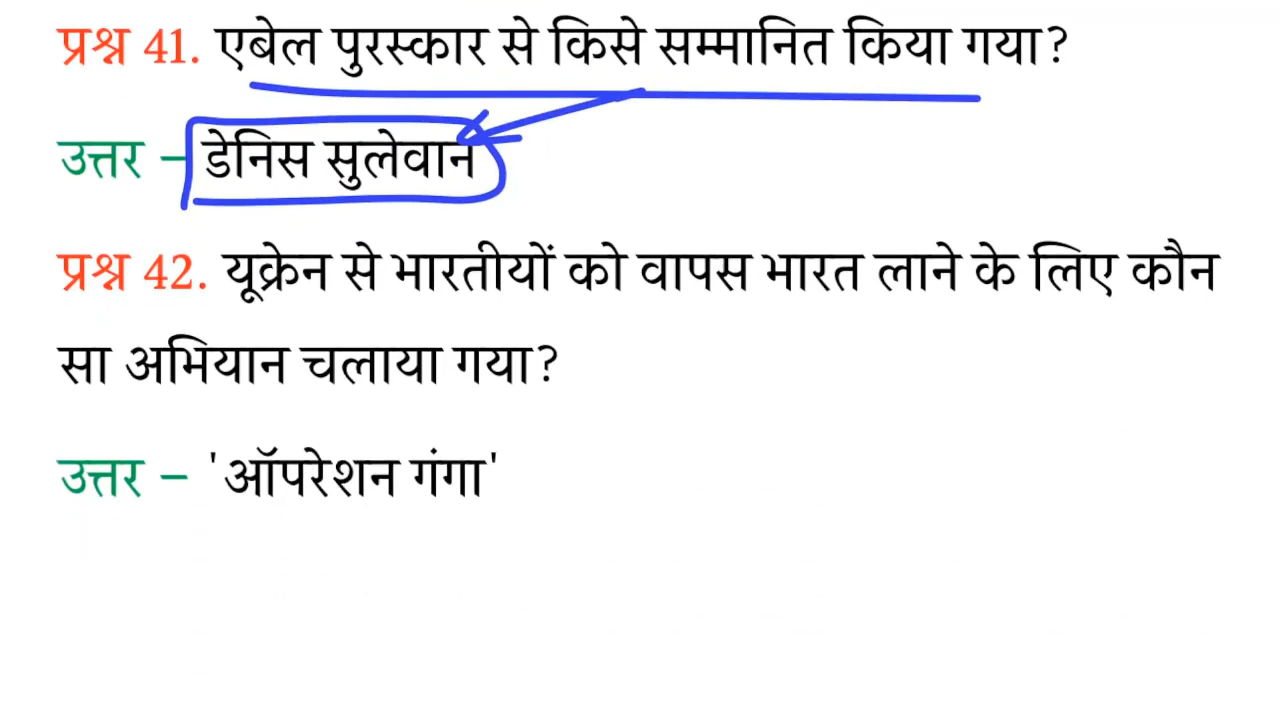 प्रश्न 41. एबेल पुरस्कार से किसे सम्मानित किया गया?
उत्तर – डेनिस सुलेवान
प्रश्न 42. यूक्रेन से भारतीयों को वापस भारत लाने के लिए कौन
सा अभियान चलाया गया?
उत्तर – 'ऑपरेशन गंगा'